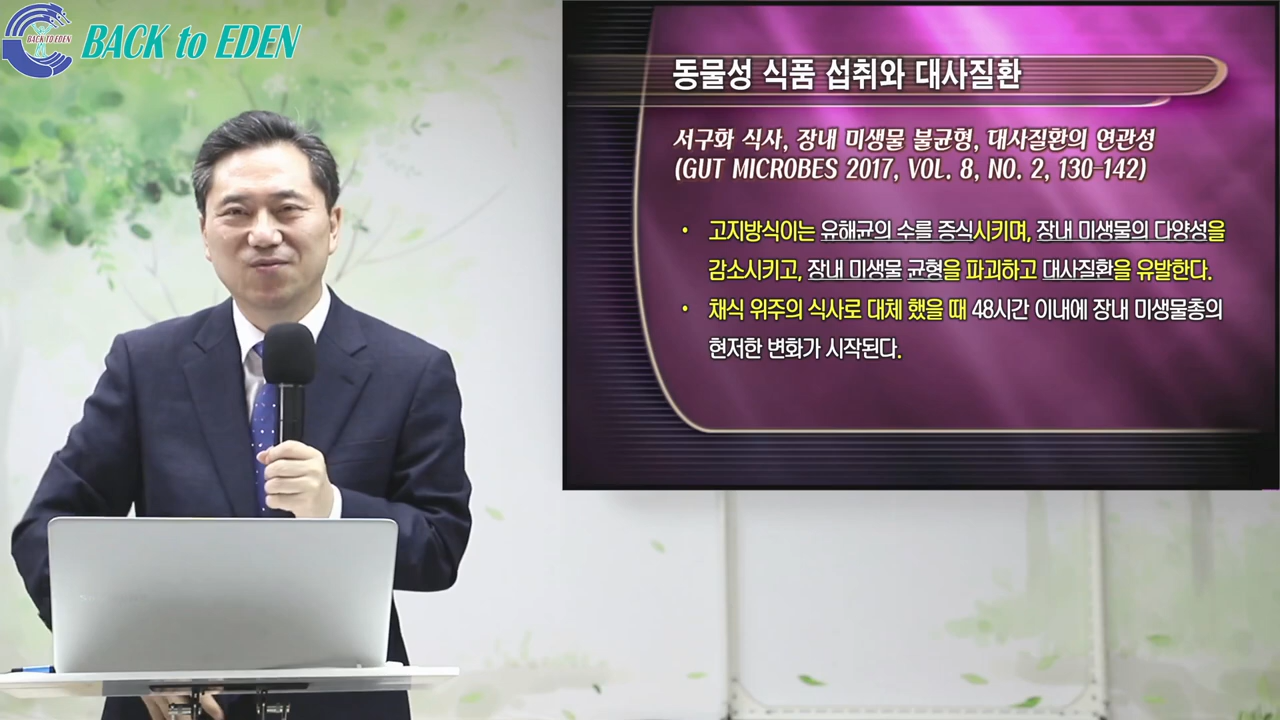 BACK TO EDEN
BACK to EDEN
동물성 식품 섭취와 대사질환
서구화 식사, 장내 미생물 불균형, 대사질환의 연관성
(GUT MICROBES 2017, VOL. 8, NO. 2, 130-142)
• 고지방식이는 유해균의 수를 증식시키며, 장내 미생물의 다양성을
감소시키고, 장내 미생물 균형을 파괴하고 대사질환을 유발한다.
• 채식 위주의 식사로 대체 했을 때 48시간 이내에 장내 미생물총의
현저한 변화가 시작된다.